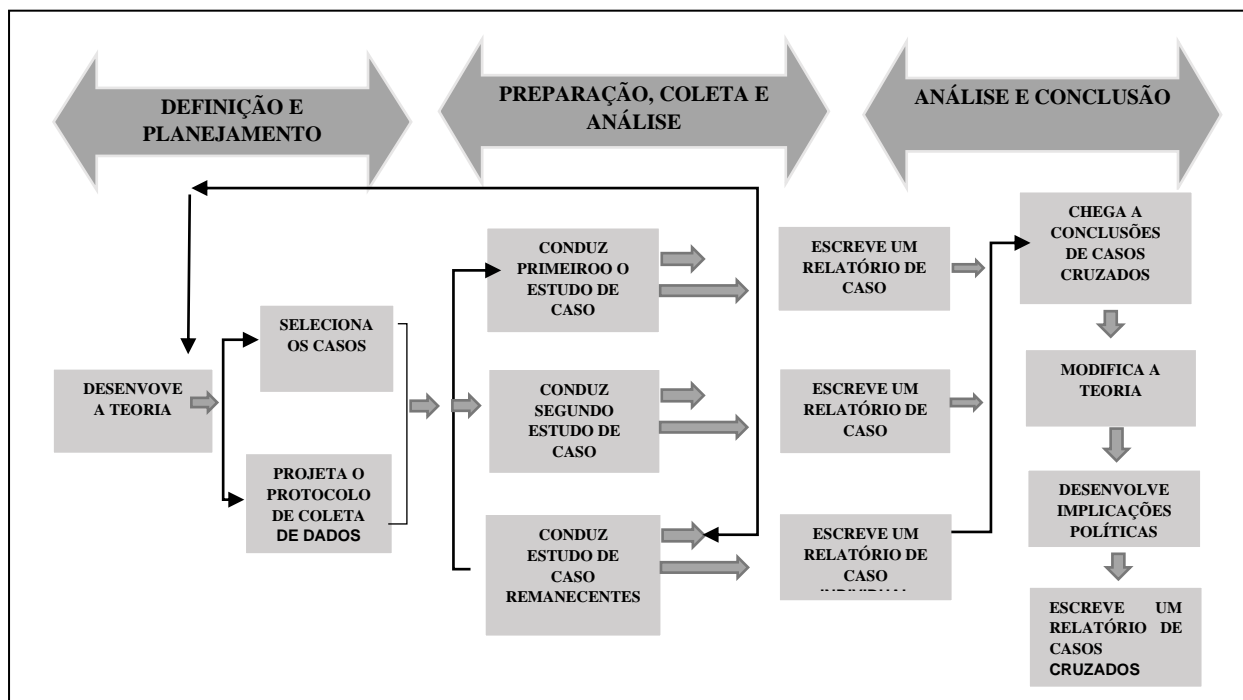 DEFINIÇÃO E
PLANEJAMENTO
PREPARAÇÃO, COLETA E
ANÁLISE
ANÁLISE E CONCLUSÃO
DESENVOVE
A TEORIA
SELECIONA
OS CASOS
PROJETA O
PROTOCOLO
DE COLETA
DE DADOS
CONDUZ
PRIMEIROO O
ESTUDO DE
CASO
CONDUZ
SEGUNDO
ESTUDO DE
CASO
CONDUZ
ESTUDO DE
CASO
REMANECENTES
ESCREVE UM
RELATÓRIO DE
CASO
ESCREVE UM
RELATÓRIO DE
CASO
ESCREVE UM
RELATÓRIO DE
CASO
CHEGA A
CONCLUSÕES
DE CASOS
CRUZADOS
MODIFICA A
TEORIA
DESENVOLVE
IMPLICAÇÕES
POLÍTICAS
ESCREVE UM
RELATÓRIO DE
CASOS
CRUZADOS